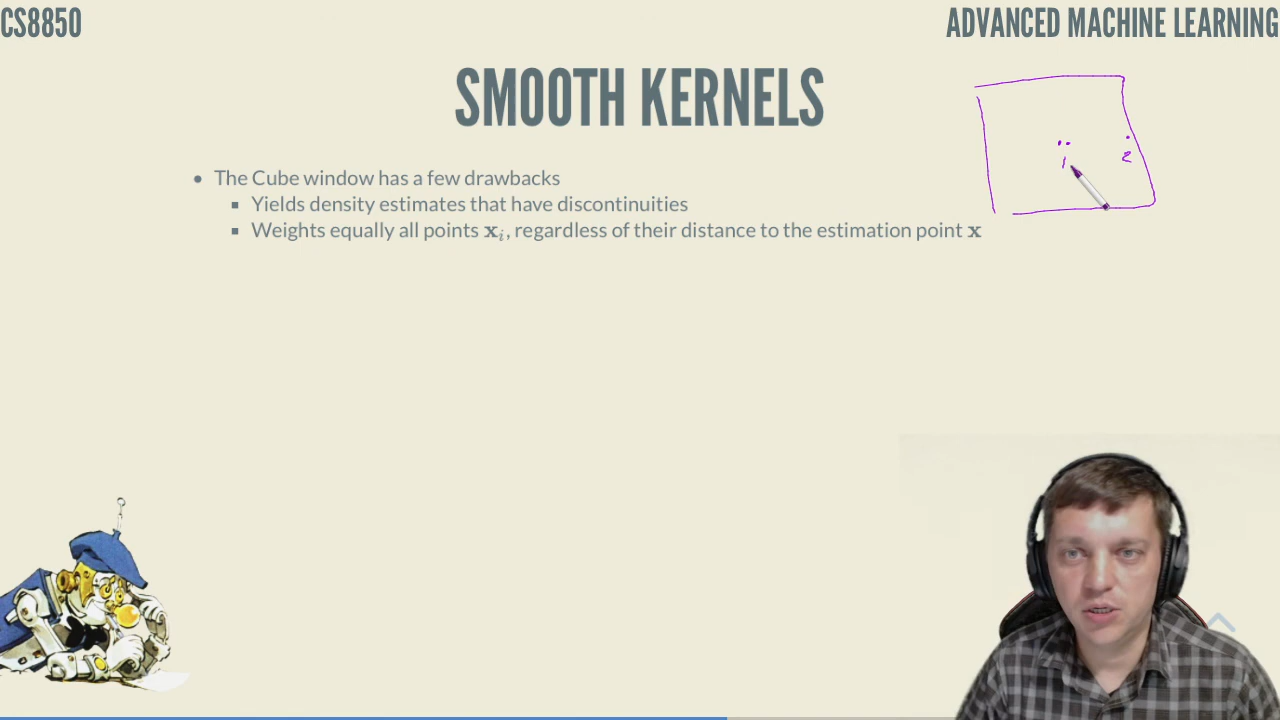 CS8850
ADVANCED MACHINE LEARNING
SMOOTH KERNELS
The Cube window has a few drawbacks
Yields density estimates that have discontinuities
Weights equally all points xᵢ, regardless of their distance to the estimation point x
1
2